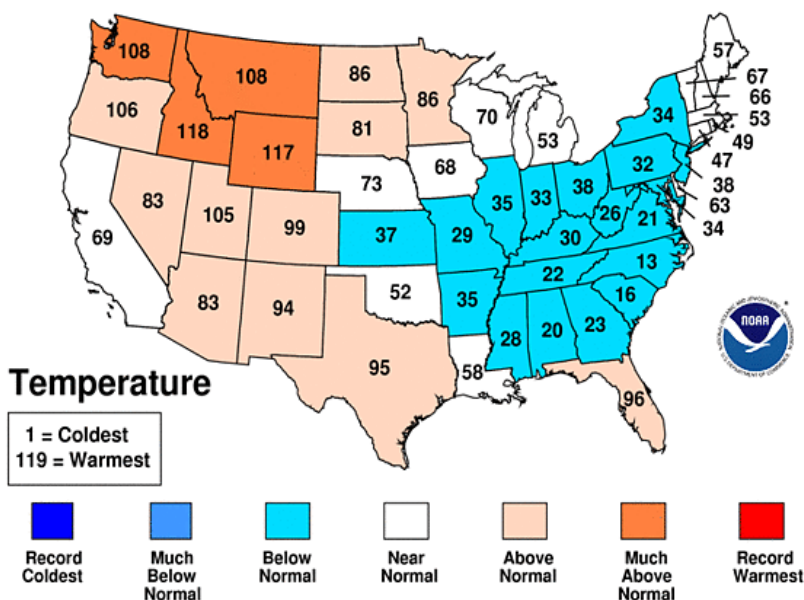 57
108
108
86
86
67
66
53
49
47
38
63
34
106
118
117
81
70
53
68
34
32
73
83
105
99
37
29
35
33
38
26
21
30
69
22
13
83
94
52
35
16
28
20
23
95
58
96
NOAA
Temperature
1 = Coldest
119 = Warmest
Record
Coldest
Much
Below
Normal
Below
Normal
Near
Normal
Above
Normal
Much
Above
Normal
Record
Warmest